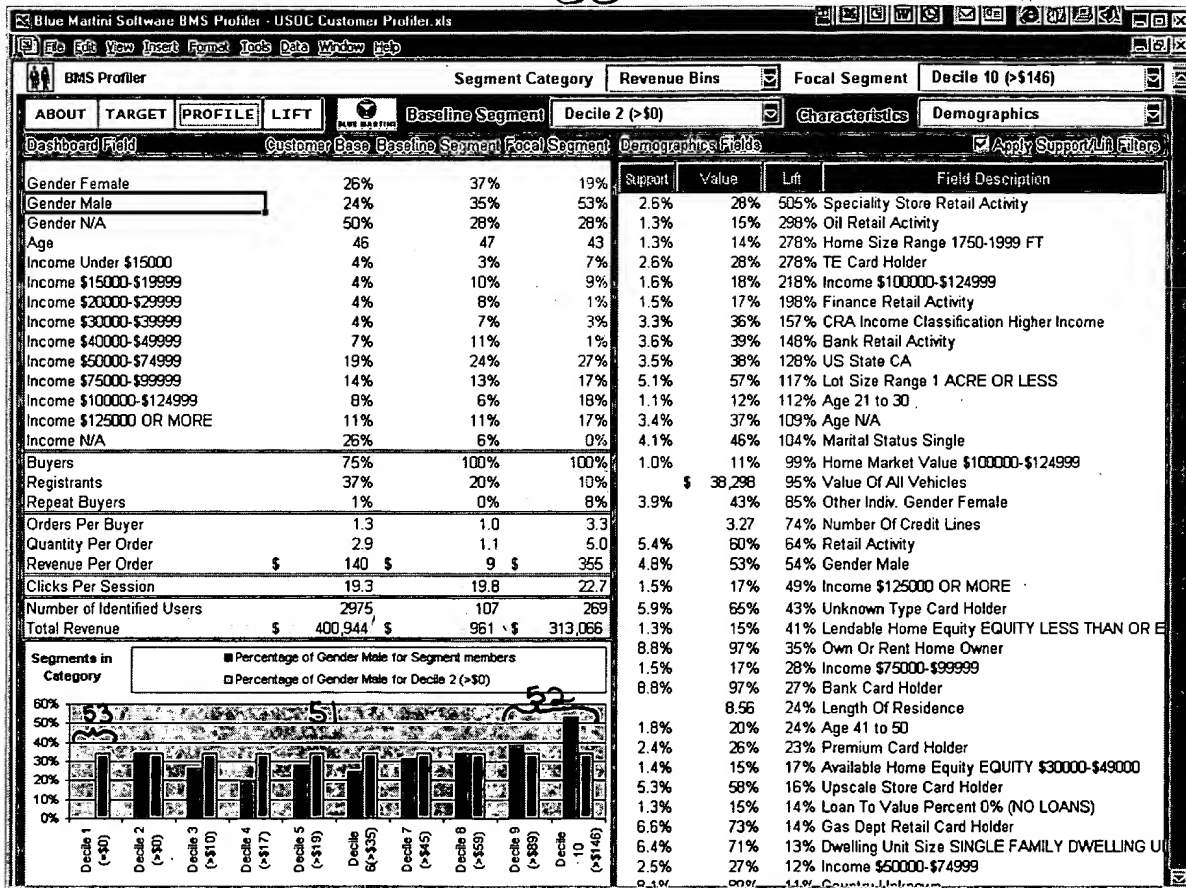 Blue Martini Software BMS Profiler - USOC Customer Profiler.xls
File Edit View Insert Format Tools Data Window Help
BMS Profiler Segment Category Revenue Bins Focal Segment Decile 10 (>$146)
ABOUT TARGET PROFILE LIFT BLUE MARTINI Baseline Segment Decile 2 (>$0) Characteristics Demographics
Dashboard Field Customer Base Baseline Segment Focal Segment Demographics Fields Apply Support/Lift Filters
Support Value Lift Field Description
Gender Female 26% 37% 19%
Gender Male 24% 35% 53%
Gender N/A 50% 28% 28%
Age 46 47 43
Income Under $15000 4% 3% 7%
Income $15000-$19999 4% 10% 9%
Income $20000-$29999 4% 8% 1%
Income $30000-$39999 4% 7% 3%
Income $40000-$49999 7% 11% 1%
Income $50000-$74999 19% 24% 27%
Income $75000-$99999 14% 13% 17%
Income $100000-$124999 8% 6% 18%
Income $125000 OR MORE 11% 11% 17%
Income N/A 26% 6% 0%
Buyers 75% 100% 100%
Registrants 37% 20% 10%
Repeat Buyers 1% 0% 8%
Orders Per Buyer 1.3 1.0 3.3
Quantity Per Order 2.9 1.1 5.0
Revenue Per Order $ 140 $ 9 $ 355
Clicks Per Session 19.3 19.8 22.7
Number of Identified Users 2975 107 269
Total Revenue $ 400,944 $ 961 $ 313,066
2.6% 28% 505% Speciality Store Retail Activity
1.3% 15% 298% Oil Retail Activity
1.3% 14% 278% Home Size Range 1750-1999 FT
2.6% 28% 278% TE Card Holder
1.6% 18% 218% Income $100000-$124999
1.5% 17% 198% Finance Retail Activity
3.3% 36% 157% CRA Income Classification Higher Income
3.6% 39% 148% Bank Retail Activity
3.5% 38% 128% US State CA
5.1% 57% 117% Lot Size Range 1 ACRE OR LESS
1.1% 12% 112% Age 21 to 30
3.4% 37% 109% Age N/A
4.1% 46% 104% Marital Status Single
1.0% 11% 99% Home Market Value $100000-$124999
$ 38,298 95% Value Of All Vehicles
3.9% 43% 85% Other Indiv. Gender Female
3.27 74% Number Of Credit Lines
5.4% 60% 64% Retail Activity
4.8% 53% 54% Gender Male
1.5% 17% 49% Income $125000 OR MORE
5.9% 65% 43% Unknown Type Card Holder
1.3% 15% 41% Lendable Home Equity EQUITY LESS THAN OR E
8.8% 97% 35% Own Or Rent Home Owner
1.5% 17% 28% Income $75000-$99999
8.8% 97% 27% Bank Card Holder
8.56 24% Length Of Residence
1.8% 20% 24% Age 41 to 50
2.4% 26% 23% Premium Card Holder
1.4% 15% 17% Available Home Equity EQUITY $30000-$49000
5.3% 58% 16% Upscale Store Card Holder
1.3% 15% 14% Loan To Value Percent 0% (NO LOANS)
6.6% 73% 14% Gas Dept Retail Card Holder
6.4% 71% 13% Dwelling Unit Size SINGLE FAMILY DWELLING U
2.5% 27% 12% Income $50000-$74999
Segments in Category
Percentage of Gender Male for Segment members
Percentage of Gender Male for Decile 2 (>$0)
60%
50%
40%
30%
20%
10%
0%
53
51
52
Decile 1 (=$0)
Decile 2 (>$0)
Decile 3 (>$10)
Decile 4 (>$17)
Decile 5 (>$19)
Decile 6(>$35)
Decile 7 (>$45)
Decile 8 (>$59)
Decile 9 (>$89)
Decile 10 (>$146)